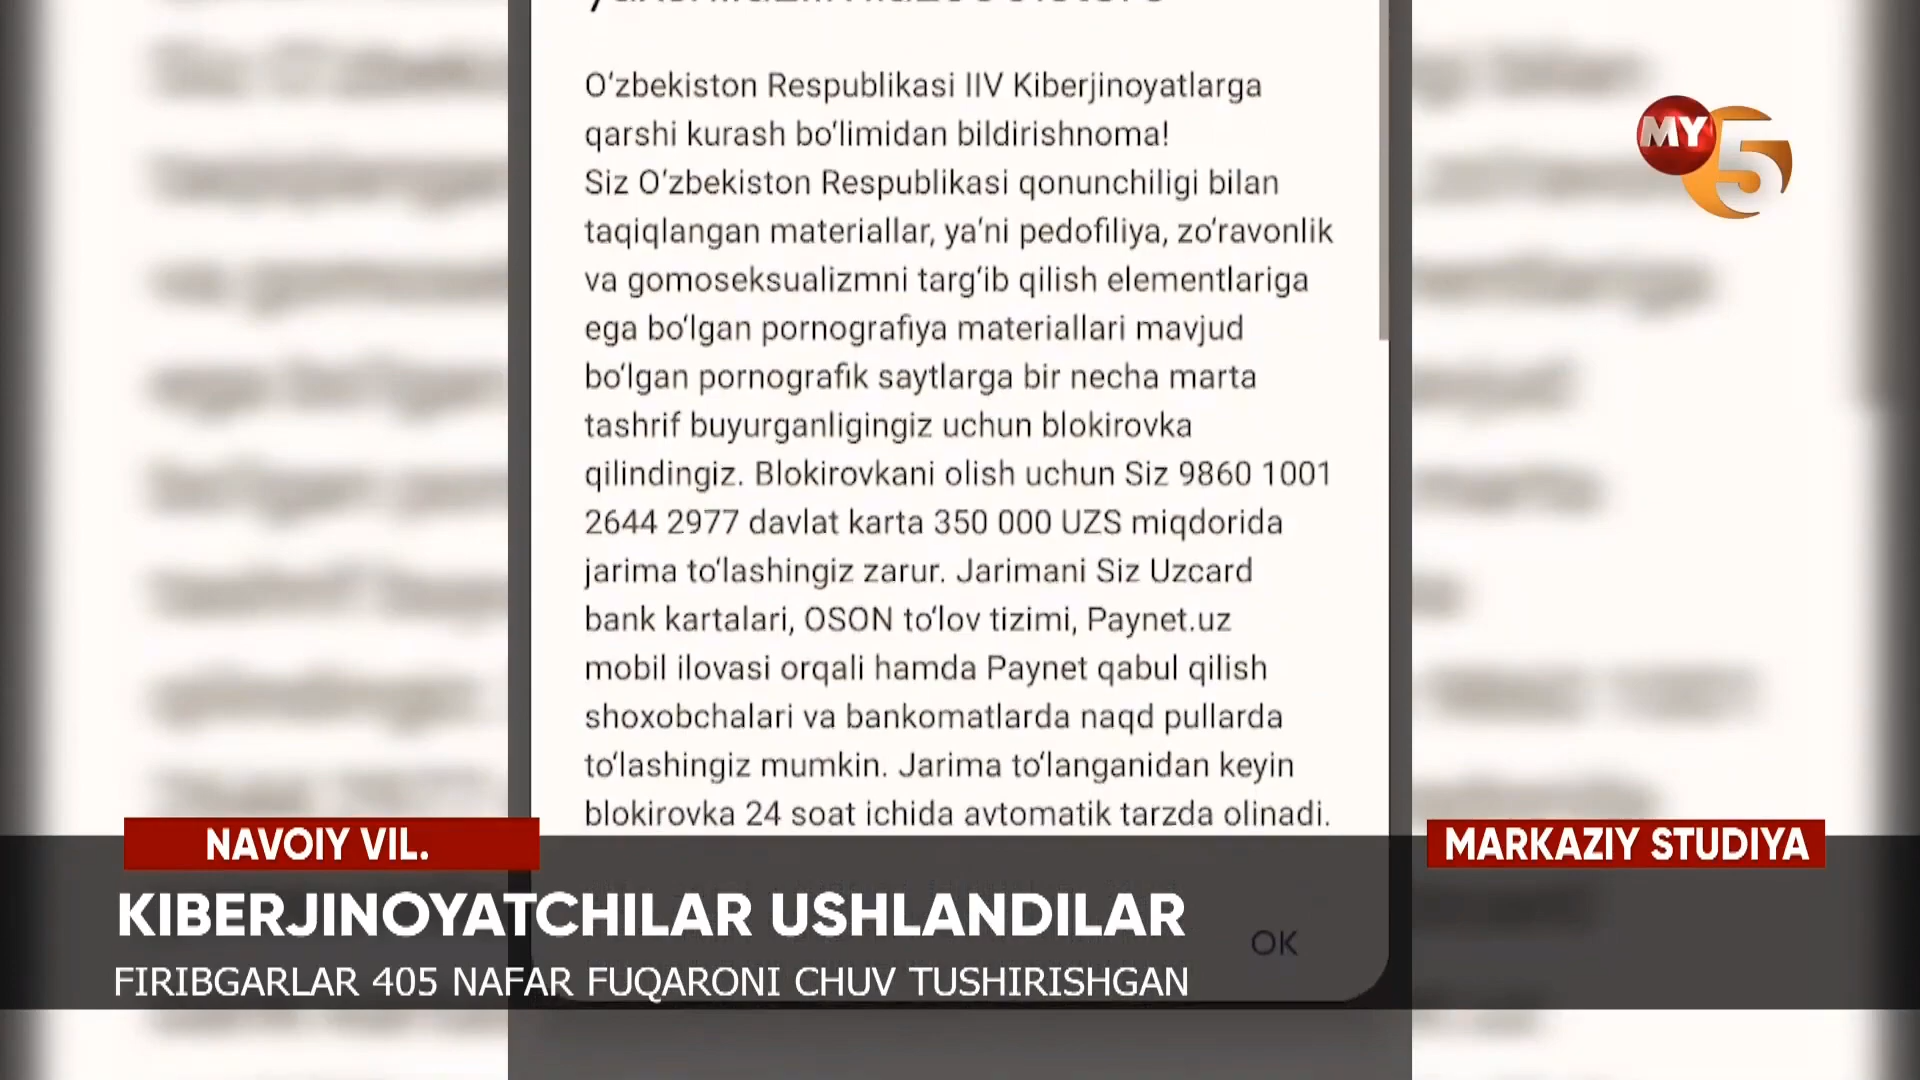 O‘zbekiston Respublikasi IIV Kiberjinoyatlarga
qarshi kurash bo‘limidan bildirishnoma!
Siz O‘zbekiston Respublikasi qonunchiligi bilan
taqiqlangan materiallar, ya’ni pedofiliya, zo‘ravonlik
va gomoseksualizmni targ‘ib qilish elementlariga
ega bo‘lgan pornografiya materiallari mavjud
bo‘lgan pornografik saytlarga bir necha marta
tashrif buyurganligingiz uchun blokirovka
qilindingiz. Blokirovkani olish uchun Siz 9860 1001
2644 2977 davlat karta 350 000 UZS miqdorida
jarima to‘lashingiz zarur. Jarimani Siz Uzcard
bank kartalari, OSON to‘lov tizimi, Paynet.uz
mobil ilovasi orqali hamda Paynet qabul qilish
shoxobchalari va bankomatlarda naqd pullarda
to‘lashingiz mumkin. Jarima to‘langanidan keyin
blokirovka 24 soat ichida avtomatik tarzda olinadi.
OK
MY5
NAVOIY VIL.
MARKAZIY STUDIYA
KIBERJINOYATCHILAR USHLANDILAR
FIRIBGARLAR 405 NAFAR FUQARONI CHUV TUSHIRISHGAN